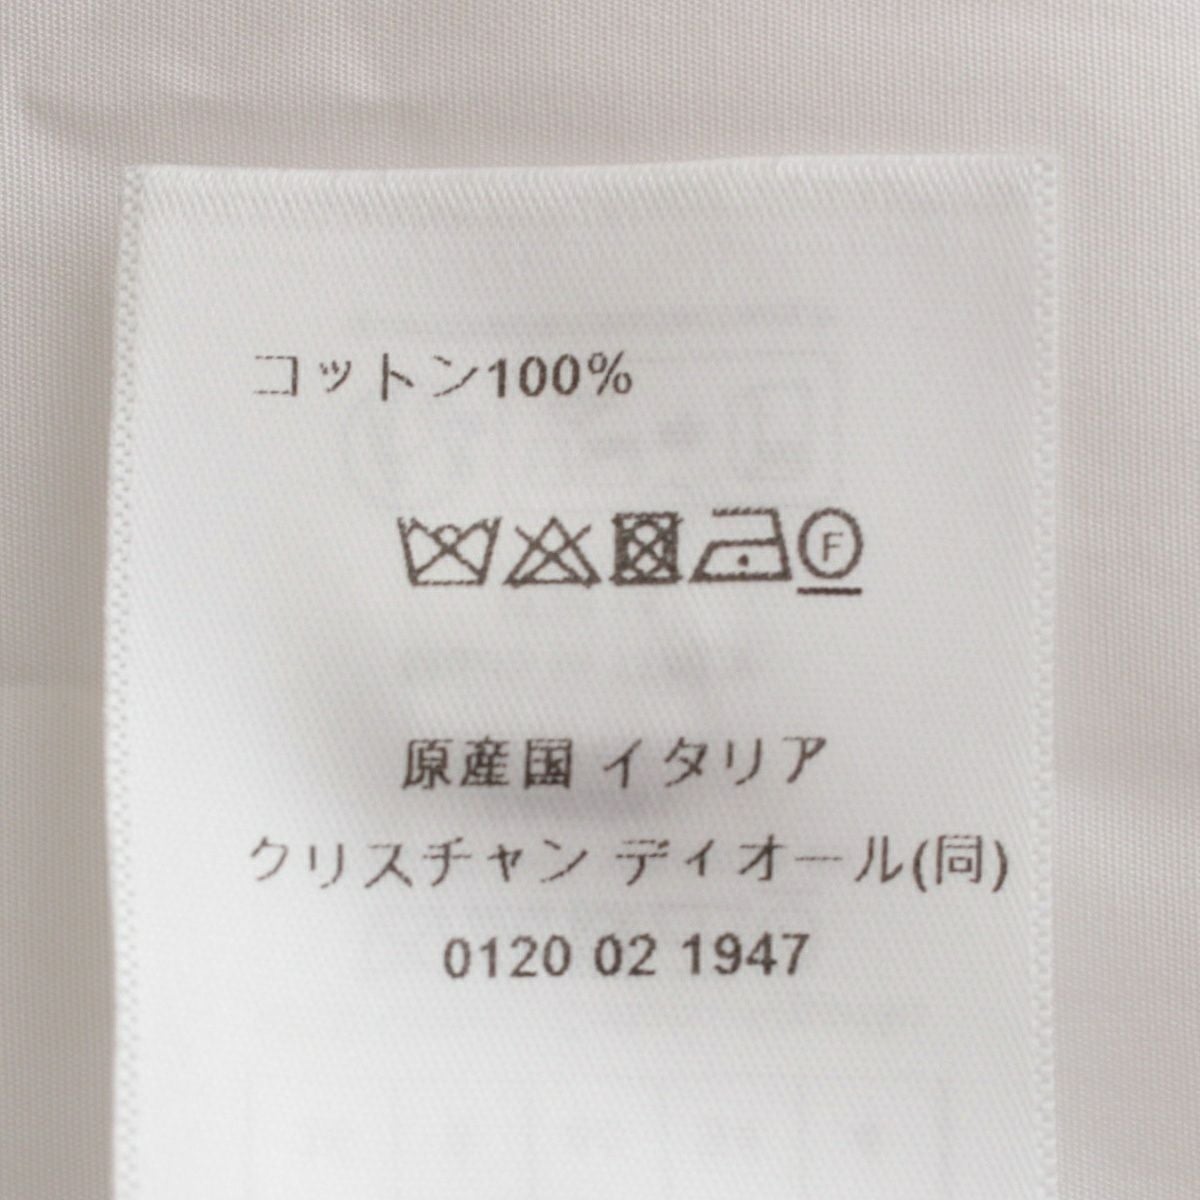 コットン100%
F
原産国 イタリア
クリスチャン ディオール(同)
0120 02 1947